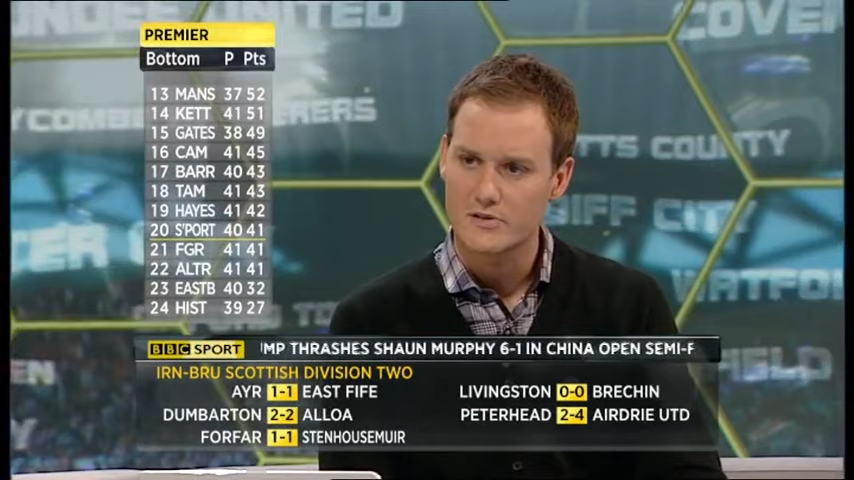 PREMIER
Bottom P Pts
13 MANS 37 52
14 KETT 41 51
15 GATES 38 49
16 CAM 41 45
17 BARR 40 43
18 TAM 41 43
19 HAYES 41 42
20 S'PORT 40 41
21 FGR 41 41
22 ALTR 41 41
23 EASTB 40 32
24 HIST 39 27
UNDEE UNITED
COVEN
YCOMBE
ERERS
TTS COUNTY
DIFF CITY
WATFORD
BBC SPORT
MP THRASHES SHAUN MURPHY 6-1 IN CHINA OPEN SEMI-F
IRN-BRU SCOTTISH DIVISION TWO
AYR 1-1 EAST FIFE
LIVINGSTON 0-0 BRECHIN
DUMBARTON 2-2 ALLOA
PETERHEAD 2-4 AIRDRIE UTD
FORFAR 1-1 STENHOUSEMUIR